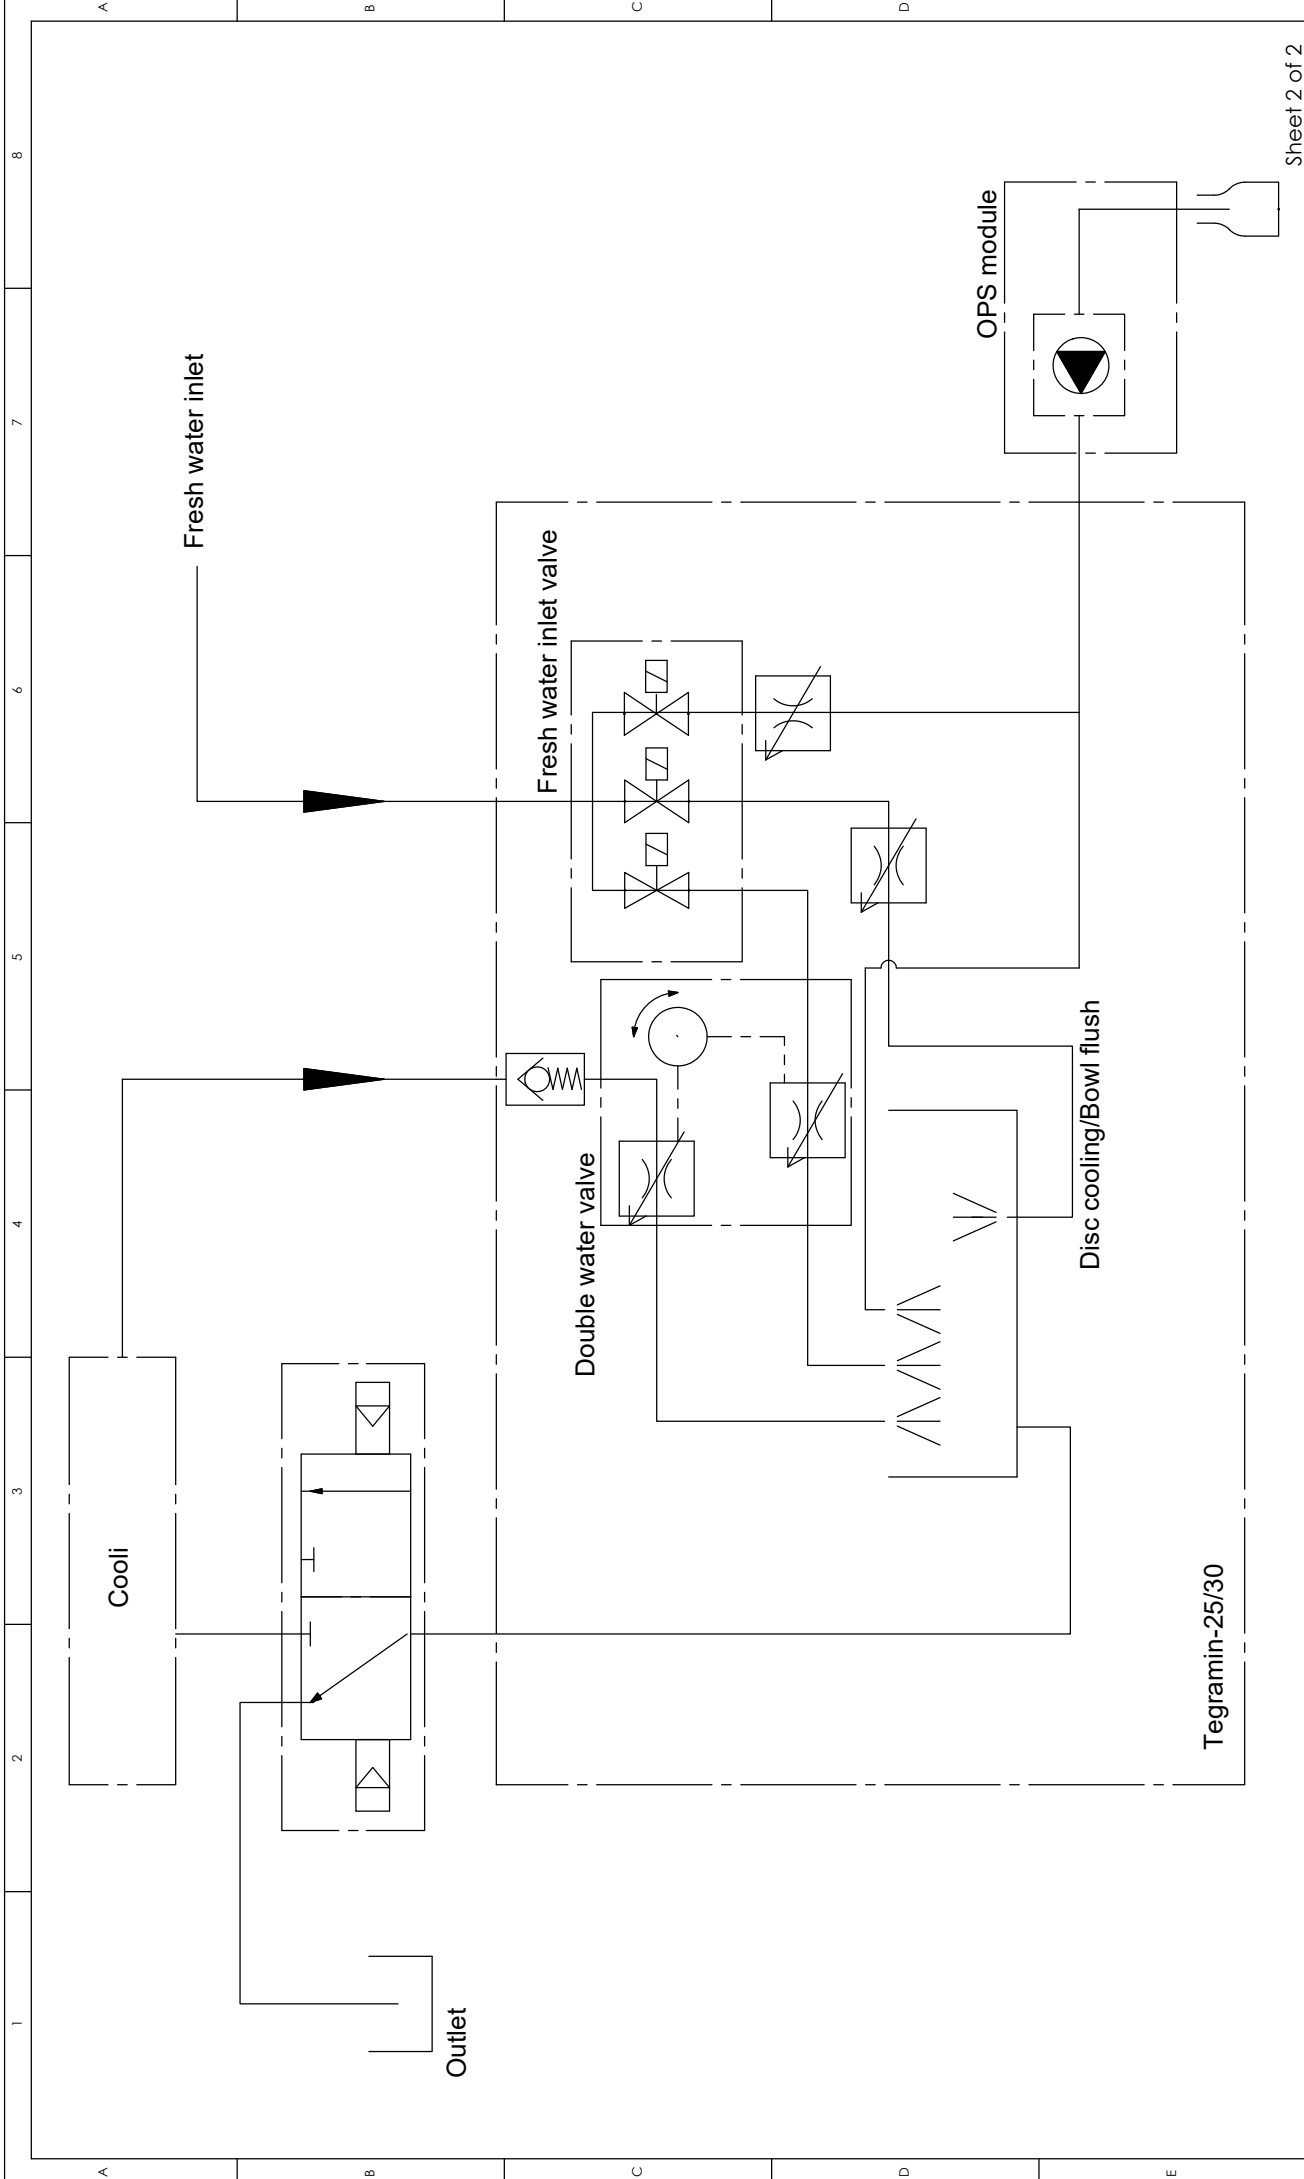 1
2
3
4
5
6
7
8
A
B
C
D
A
B
C
D
E
Cooli
Fresh water inlet
Outlet
Double water valve
Fresh water inlet valve
Disc cooling/Bowl flush
OPS module
Tegramin-25/30
Sheet 2 of 2